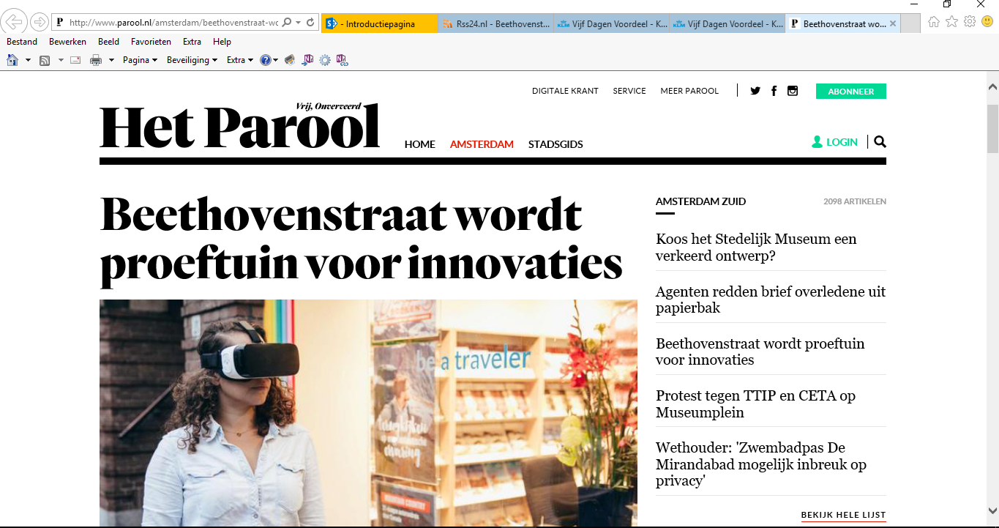 http://www.parool.nl/amsterdam/beethovenstraat-wo
- Introductiepagina
Rss24.nl - Beethovenst...
Vijf Dagen Voordeel - K...
Vijf Dagen Voordeel - K...
Beethovenstraat wo...
Bestand Bewerken Beeld Favorieten Extra Help
Pagina Beveiliging Extra
DIGITALE KRANT SERVICE MEER PAROOL
ABONNEER
Vrij, Onverveerd
Het Parool
HOME AMSTERDAM STADSGIDS
LOGIN
Beethovenstraat wordt
proeftuin voor innovaties
be a traveler
AMSTERDAM ZUID
2098 ARTIKELEN
Koos het Stedelijk Museum een
verkeerd ontwerp?
Agenten redden brief overledene uit
papierbak
Beethovenstraat wordt proeftuin
voor innovaties
Protest tegen TTIP en CETA op
Museumplein
Wethouder: 'Zwembadpas De
Mirandabad mogelijk inbreuk op
privacy'
BEKIJK HELE LIJST